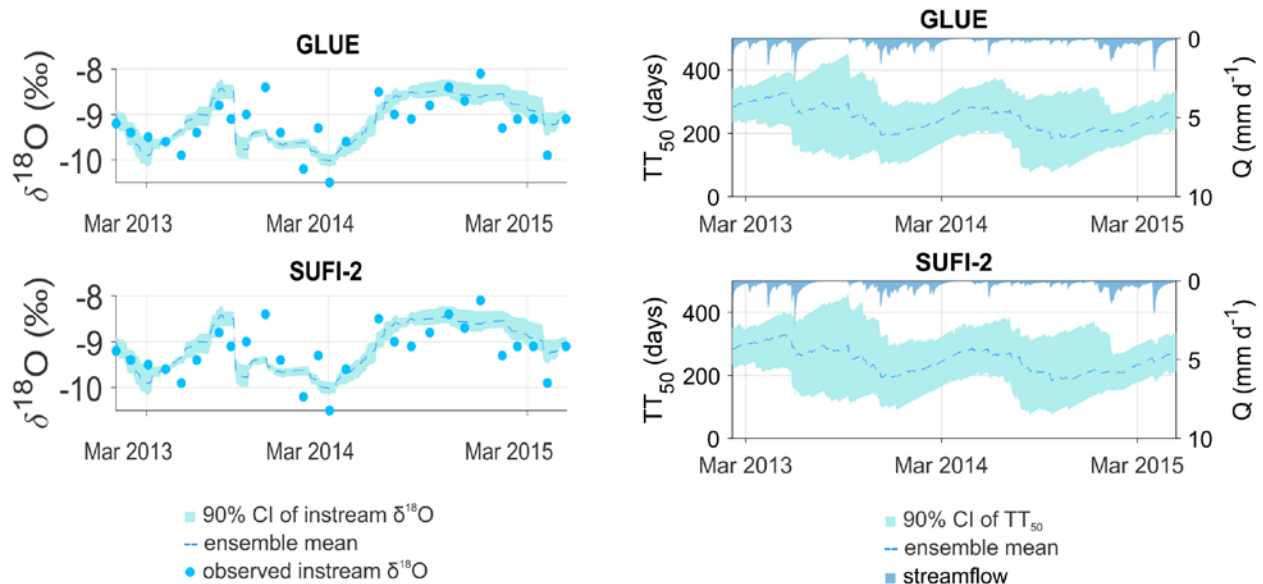 GLUE
δ18O (‰)
-8
-9
-10
Mar 2013 Mar 2014 Mar 2015
SUFI-2
δ18O (‰)
-8
-9
-10
Mar 2013 Mar 2014 Mar 2015
90% CI of instream δ18O
ensemble mean
observed instream δ18O
GLUE
TT50 (days)
400
200
0
0
5
10
Q (mm d-1)
Mar 2013 Mar 2014 Mar 2015
SUFI-2
TT50 (days)
400
200
0
0
5
10
Q (mm d-1)
Mar 2013 Mar 2014 Mar 2015
90% CI of TT50
ensemble mean
streamflow